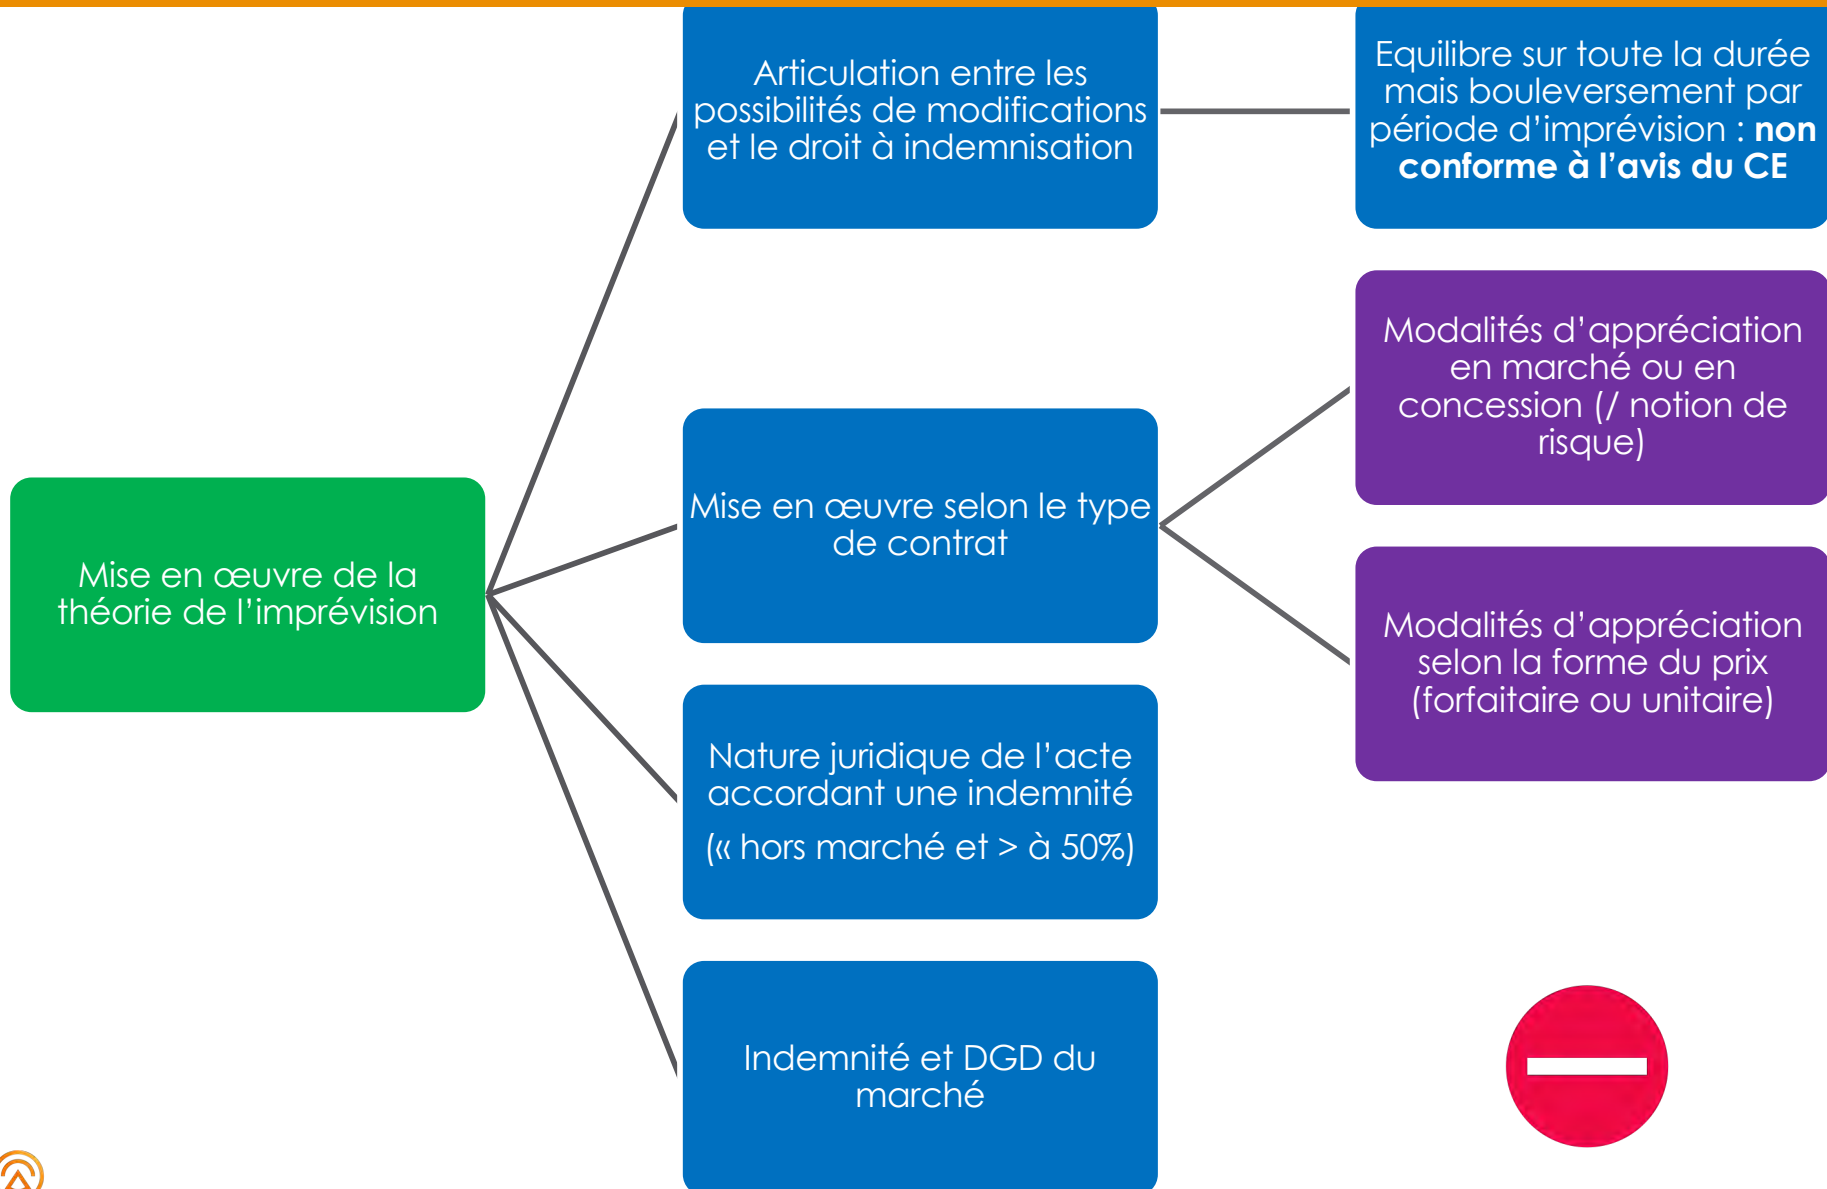 Mise en œuvre de la
théorie de l’imprévision
Articulation entre les
possibilités de modifications
et le droit à indemnisation
Equilibre sur toute la durée
mais bouleversement par
période d’imprévision : non
conforme à l’avis du CE
Mise en œuvre selon le type
de contrat
Modalités d’appréciation
en marché ou en
concession (/ notion de
risque)
Modalités d’appréciation
selon la forme du prix
(forfaitaire ou unitaire)
Nature juridique de l’acte
accordant une indemnité
(« hors marché et > à 50%)
Indemnité et DGD du
marché